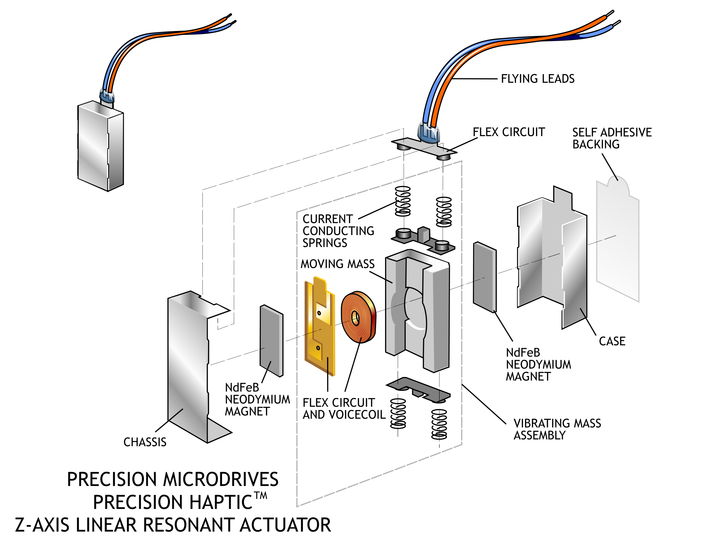 FLYING LEADS
FLEX CIRCUIT
SELF ADHESIVE
BACKING
CURRENT
CONDUCTING
SPRINGS
MOVING MASS
CASE
NdFeB
NEODYMIUM
MAGNET
NdFeB
NEODYMIUM
MAGNET
FLEX CIRCUIT
AND VOICECOIL
VIBRATING MASS
ASSEMBLY
CHASSIS
PRECISION MICRODRIVES
PRECISION HAPTIC™
Z-AXIS LINEAR RESONANT ACTUATOR